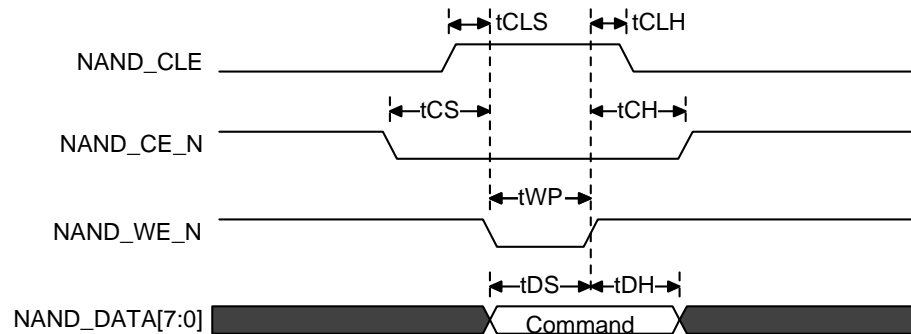 tCLS tCLH
NAND_CLE
tCS tCH
NAND_CE_N
tWP
NAND_WE_N
tDS tDH
NAND_DATA[7:0] Command